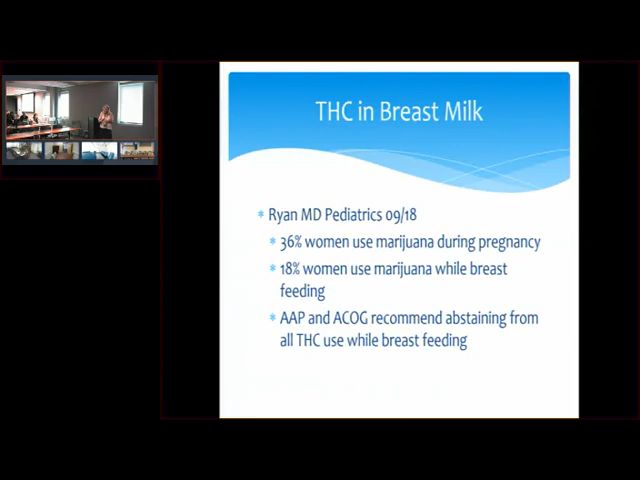 THC in Breast Milk
* Ryan MD Pediatrics 09/18
* 36% women use marijuana during pregnancy
* 18% women use marijuana while breast
feeding
* AAP and ACOG recommend abstaining from
all THC use while breast feeding